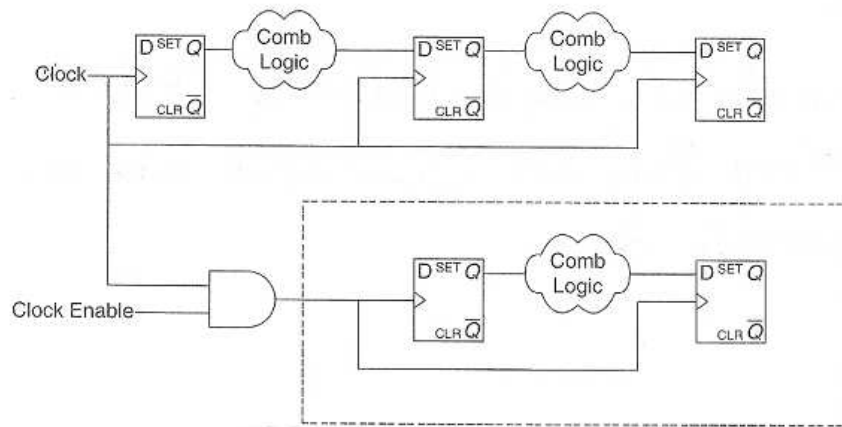 D SET Q
CLR Q̅
Comb
Logic
D SET Q
CLR Q̅
Comb
Logic
D SET Q
CLR Q̅
Clock
D SET Q
CLR Q̅
Comb
Logic
D SET Q
CLR Q̅
Clock Enable